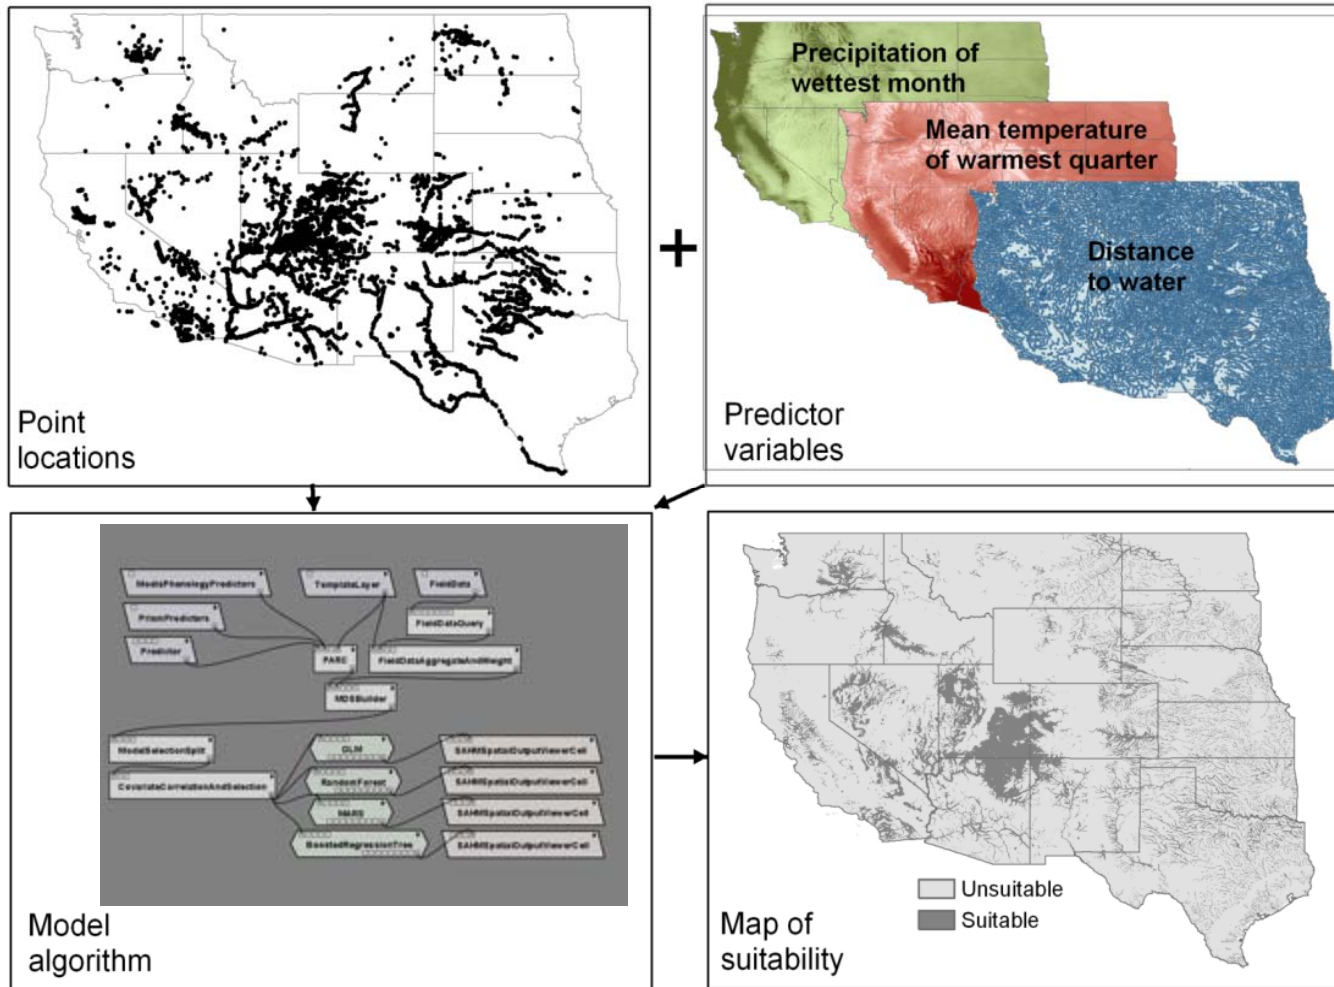 Point
locations
+
Precipitation of
wettest month
Mean temperature
of warmest quarter
Distance
to water
Predictor
variables
ModisPhenologyPredictors
TemplateLayer
FieldData
PrismPredictors
FieldDataQuery
Predictor
PARC
FieldDataAggregateAndWeight
MDSBuilder
ModelSelectionSplit
GLM
SAHMSpatialOutputViewerCell
CovariateCorrelationAndSelection
RandomForest
SAHMSpatialOutputViewerCell
MARS
SAHMSpatialOutputViewerCell
BoostedRegressionTree
SAHMSpatialOutputViewerCell
Model
algorithm
Unsuitable
Suitable
Map of
suitability